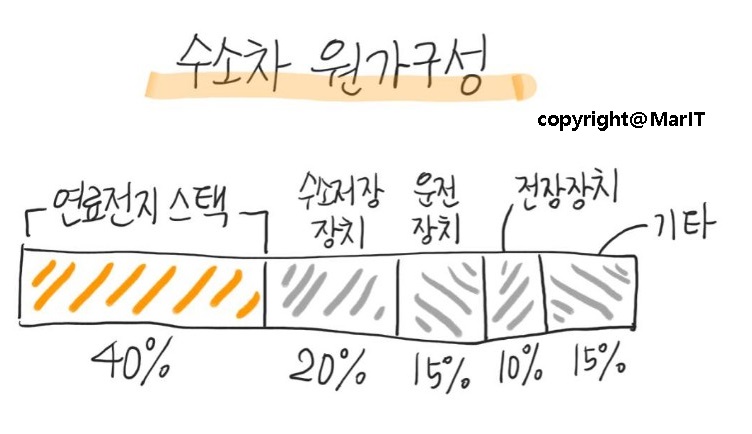 수소차 원가구성
copyright@MarIT
연료전지 스택
수소저장
장치
운전
장치
전장장치
기타
40%
20%
15%
10%
15%